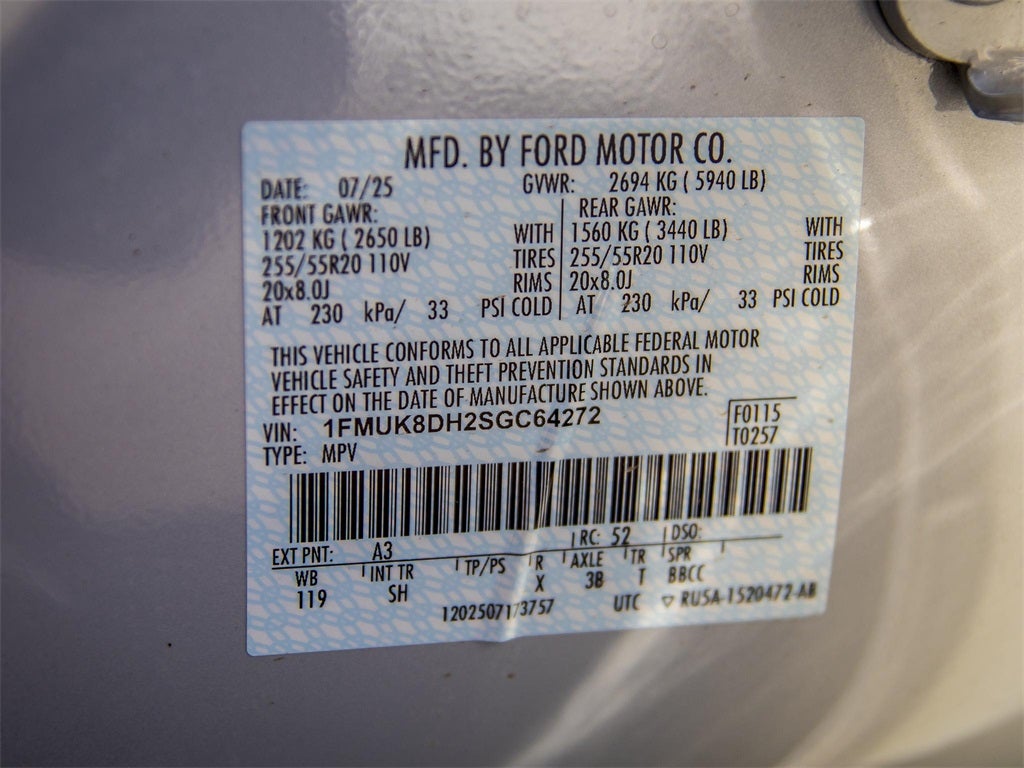 MFD. BY FORD MOTOR CO.
DATE: 07/25 GVWR: 2694 KG ( 5940 LB)
FRONT GAWR: REAR GAWR:
1202 KG ( 2650 LB) WITH 1560 KG ( 3440 LB) WITH
255/55R20 110V TIRES 255/55R20 110V TIRES
20x8.0J RIMS 20x8.0J RIMS
AT 230 kPa/ 33 PSI COLD AT 230 kPa/ 33 PSI COLD
THIS VEHICLE CONFORMS TO ALL APPLICABLE FEDERAL MOTOR
VEHICLE SAFETY AND THEFT PREVENTION STANDARDS IN
EFFECT ON THE DATE OF MANUFACTURE SHOWN ABOVE.
VIN: 1FMUK8DH2SGC64272 F0115
TYPE: MPV T0257
EXT PNT: A3 RC: 52 DSO:
WB INT TR TP/PS R AXLE TR SPR
119 SH X 3B T BBCC
1202507173757 UTC ▽ RU5A-1520472-AB